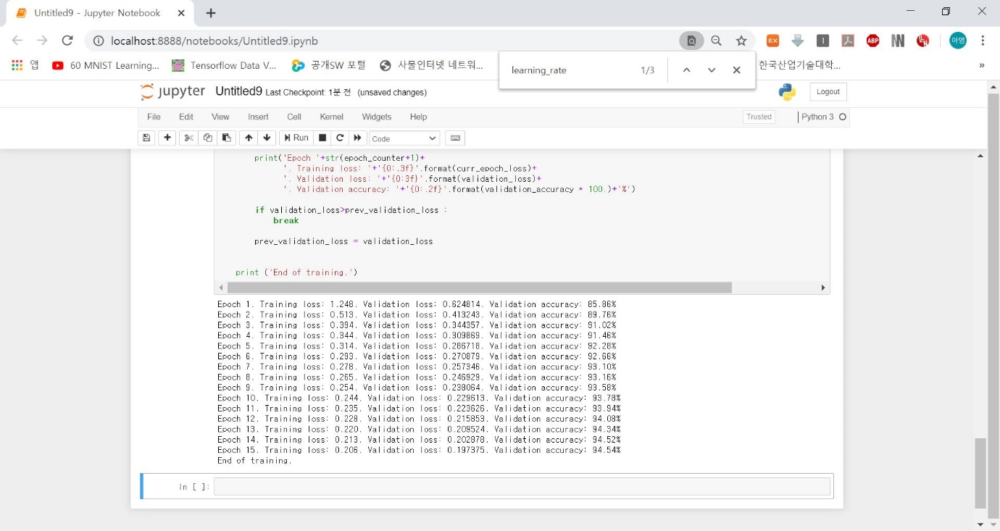 Untitled9 - Jupyter Notebook
localhost:8888/notebooks/Untitled9.ipynb
EX
ABP
아영
앱
60 MNIST Learning...
Tensorflow Data V...
공개SW 포털
사물인터넷 네트워...
한국산업기술대학...
»
learning_rate
1/3
jupyter Untitled9 Last Checkpoint: 1분 전 (unsaved changes)
Logout
File Edit View Insert Cell Kernel Widgets Help
Trusted
Python 3
Run
Code
print('Epoch '+str(epoch_counter+1)+
'. Training loss: '+'{0:.3f}'.format(curr_epoch_loss)+
'. Validation loss: '+'{0:3f}'.format(validation_loss)+
'. Validation accuracy: '+'{0:.2f}'.format(validation_accuracy * 100.)+'%')
if validation_loss>prev_validation_loss :
break
prev_validation_loss = validation_loss
print ('End of training.')
Epoch 1. Training loss: 1.248. Validation loss: 0.624814. Validation accuracy: 85.86%
Epoch 2. Training loss: 0.513. Validation loss: 0.413243. Validation accuracy: 89.76%
Epoch 3. Training loss: 0.394. Validation loss: 0.344357. Validation accuracy: 91.02%
Epoch 4. Training loss: 0.344. Validation loss: 0.309869. Validation accuracy: 91.46%
Epoch 5. Training loss: 0.314. Validation loss: 0.286718. Validation accuracy: 92.28%
Epoch 6. Training loss: 0.293. Validation loss: 0.270879. Validation accuracy: 92.66%
Epoch 7. Training loss: 0.278. Validation loss: 0.257346. Validation accuracy: 93.10%
Epoch 8. Training loss: 0.265. Validation loss: 0.246929. Validation accuracy: 93.16%
Epoch 9. Training loss: 0.254. Validation loss: 0.238064. Validation accuracy: 93.58%
Epoch 10. Training loss: 0.244. Validation loss: 0.229613. Validation accuracy: 93.78%
Epoch 11. Training loss: 0.235. Validation loss: 0.223626. Validation accuracy: 93.94%
Epoch 12. Training loss: 0.228. Validation loss: 0.215853. Validation accuracy: 94.08%
Epoch 13. Training loss: 0.220. Validation loss: 0.209524. Validation accuracy: 94.34%
Epoch 14. Training loss: 0.213. Validation loss: 0.202878. Validation accuracy: 94.52%
Epoch 15. Training loss: 0.206. Validation loss: 0.197375. Validation accuracy: 94.54%
End of training.
In [ ]: